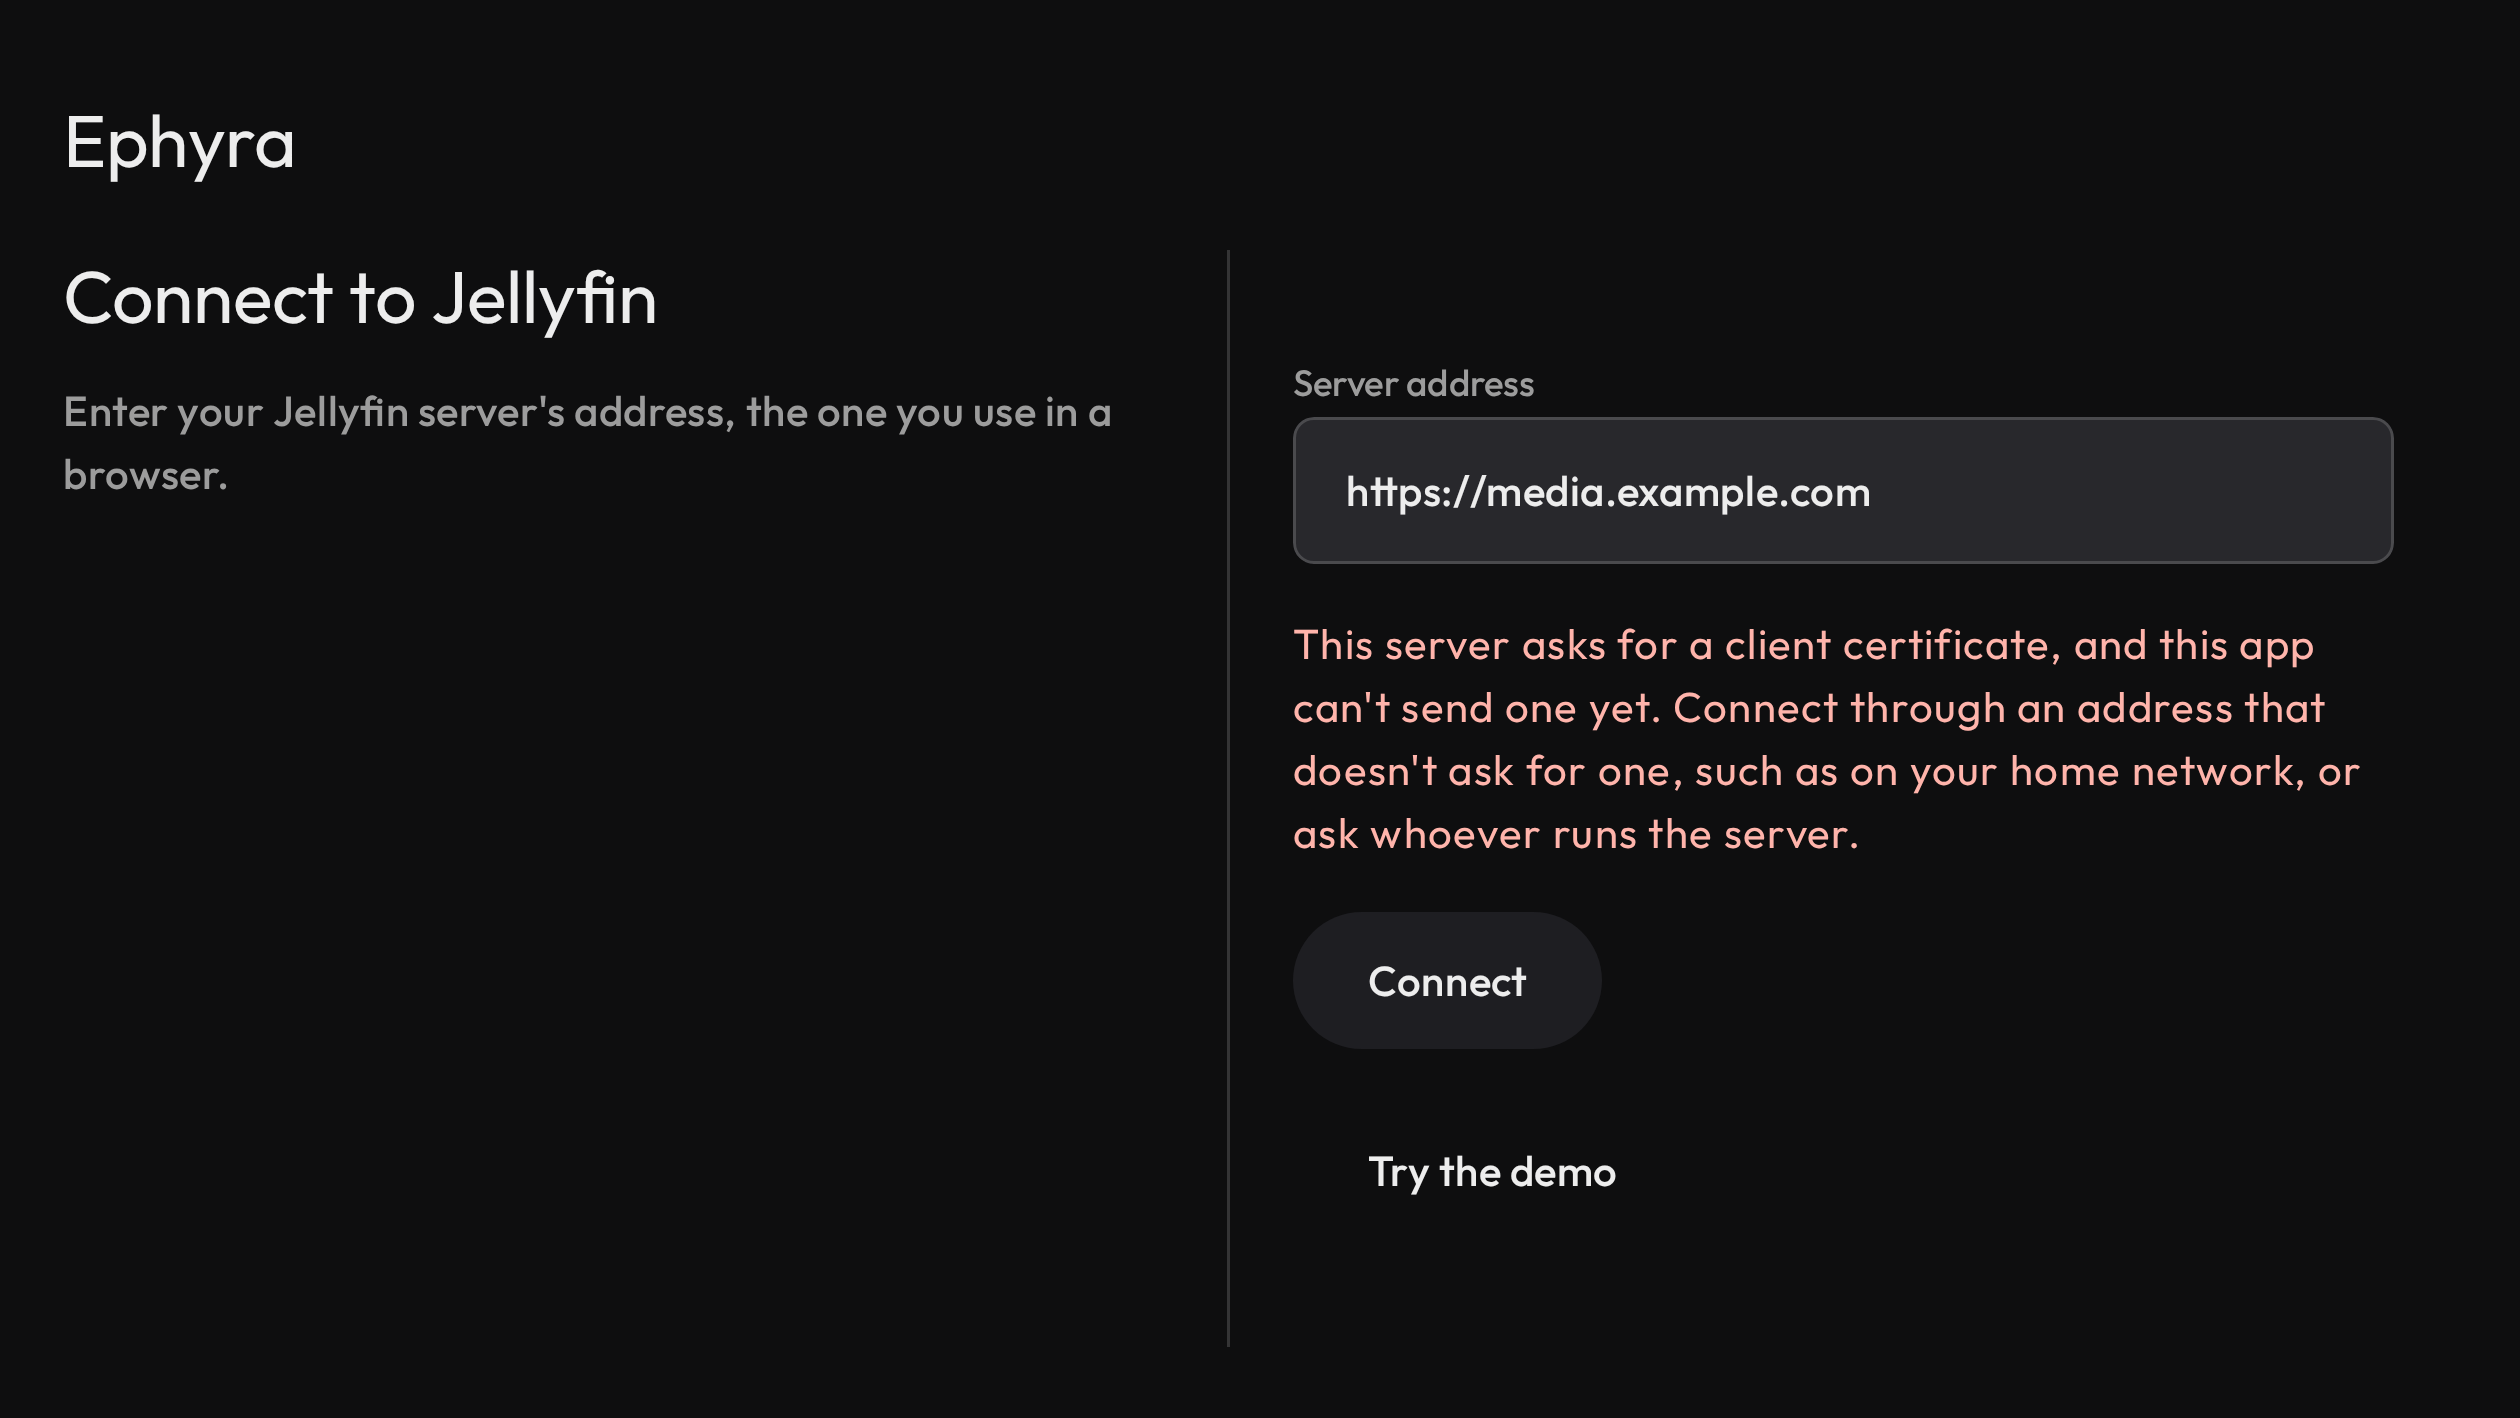 Ephyra
Connect to Jellyfin
Enter your Jellyfin server's address, the one you use in a
browser.
Server address
https://media.example.com
This server asks for a client certificate, and this app
can't send one yet. Connect through an address that
doesn't ask for one, such as on your home network, or
ask whoever runs the server.
Connect
Try the demo